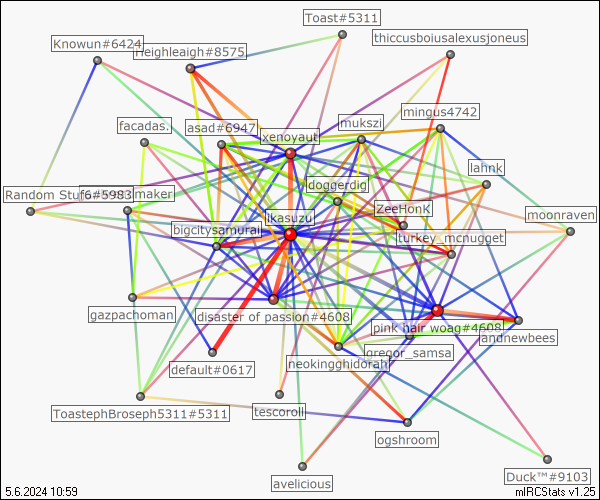 Toast#5311
thiccusboiusalexusjoneus
Knowun#6424
neighleigh#8575
mingus4742
facadas.
asad#6947
mukszi
xenoyaut
lahnk
doggerdig
Random Stuff#5983
maker
ZeeHonK
moonraven
likasuzu
bigcitysamurai
turkey_mcnugget
gazpachoman
disaster of passion#4608
pink hair woag#4608
andnewbees
gregor_samsa
neokingghidorah
default#0617
ToastephBroseph5311#5311
tescoroll
ogshroom
avelicious
Duck™#9103
5.6.2024 10:59
mIRCStats v1.25